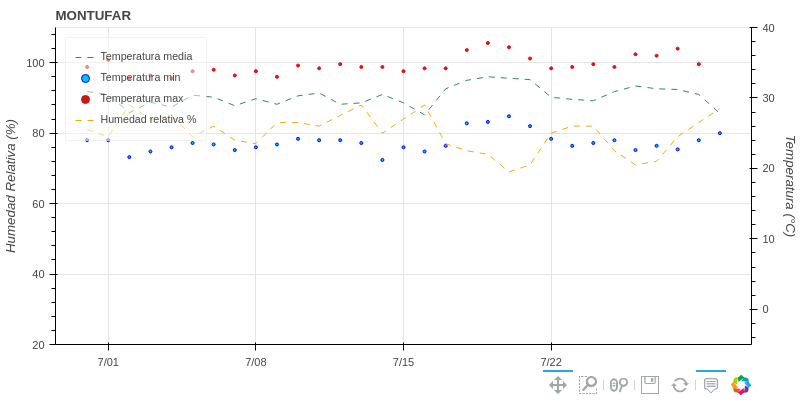 MONTUFAR
Temperatura media
Temperatura min
Temperatura max
Humedad relativa %
Humedad Relativa (%)
100
80
60
40
20
Temperatura (°C)
40
30
20
10
0
7/01
7/08
7/15
7/22